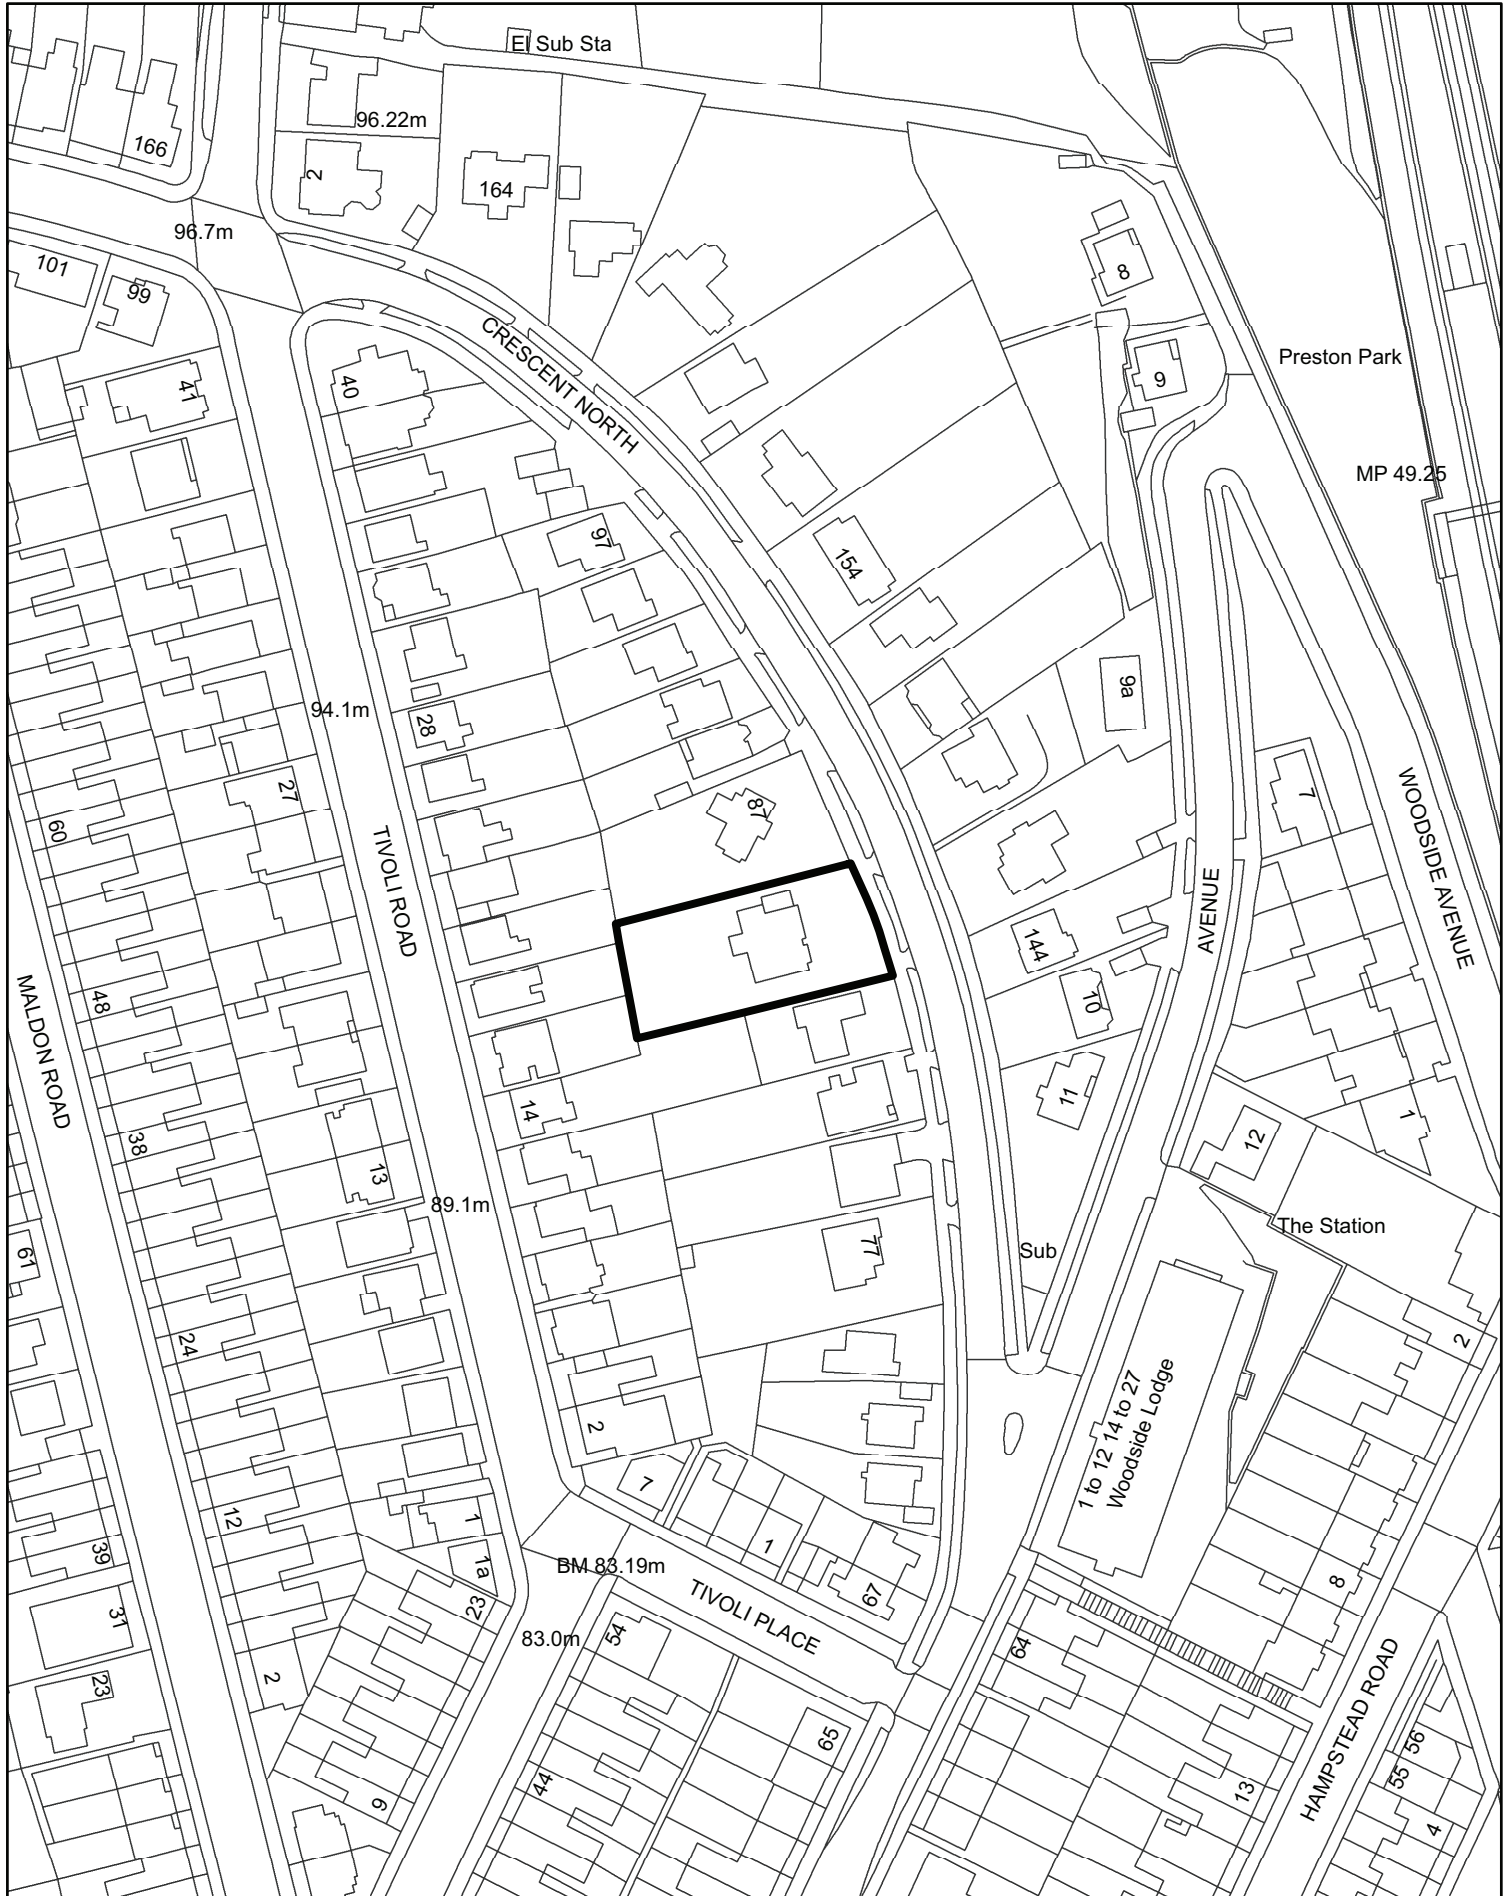 El Sub Sta
96.22m
166
2
164
96.7m
101
99
8
CRESCENT NORTH
Preston Park
9
40
41
MP 49.25
97
154
9a
94.1m
28
27
7
60
87
WOODSIDE AVENUE
TIVOLI ROAD
AVENUE
144
10
48
MALDON ROAD
11
14
1
12
38
13
89.1m
The Station
77
Sub
61
24
2
1 to 12 14 to 27
Woodside Lodge
2
7
12
1
1
39
1a
BM 83.19m
8
TIVOLI PLACE
67
23
31
83.0m
54
64
2
23
65
HAMPSTEAD ROAD
56
55
44
13
9
4